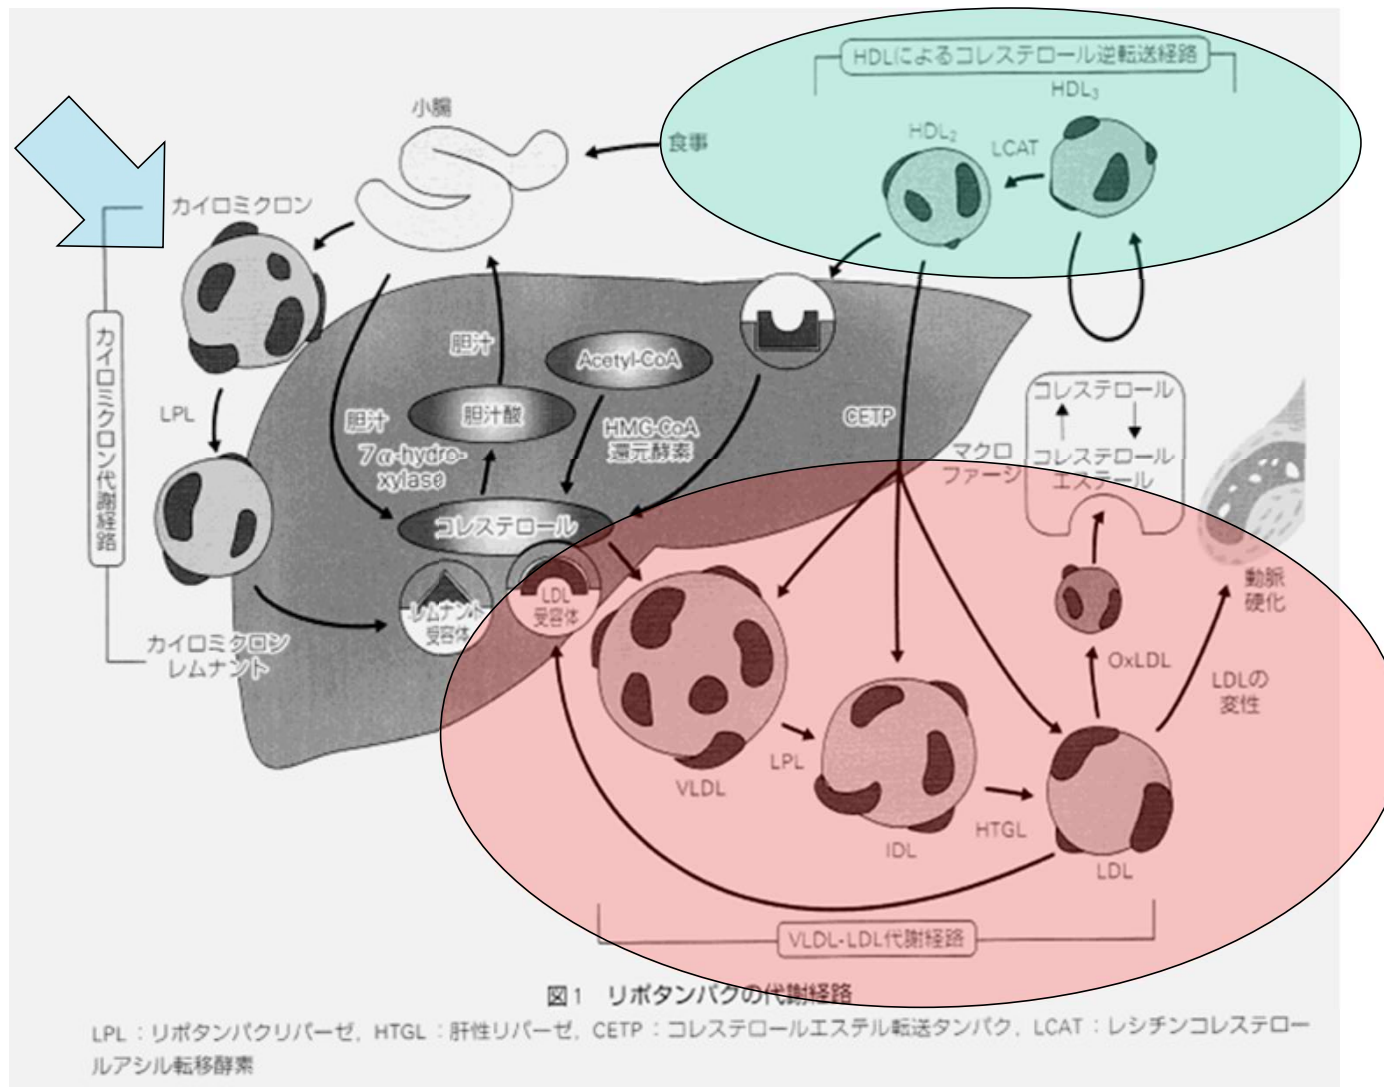 HDLによるコレステロール逆転送経路
HDL₃
HDL₂
LCAT
小腸
食事
カイロミクロン
カイロミクロン代謝経路
LPL
胆汁
Acetyl-CoA
胆汁酸
胆汁
7α-hydro-
xylase
HMG-CoA
還元酵素
CETP
コレステロール
マクロ
ファージ
コレステロール
コレステロール
エステール
レムナント
受容体
LDL
受容体
カイロミクロン
レムナント
動脈
硬化
OxLDL
LDLの
変性
VLDL
LPL
IDL
HTGL
LDL
VLDL-LDL代謝経路
図1 リポタンパクの代謝経路
LPL:リポタンパクリパーゼ, HTGL:肝性リパーゼ, CETP:コレステロールエステル転送タンパク, LCAT:レシチンコレステロー
ルアシル転移酵素